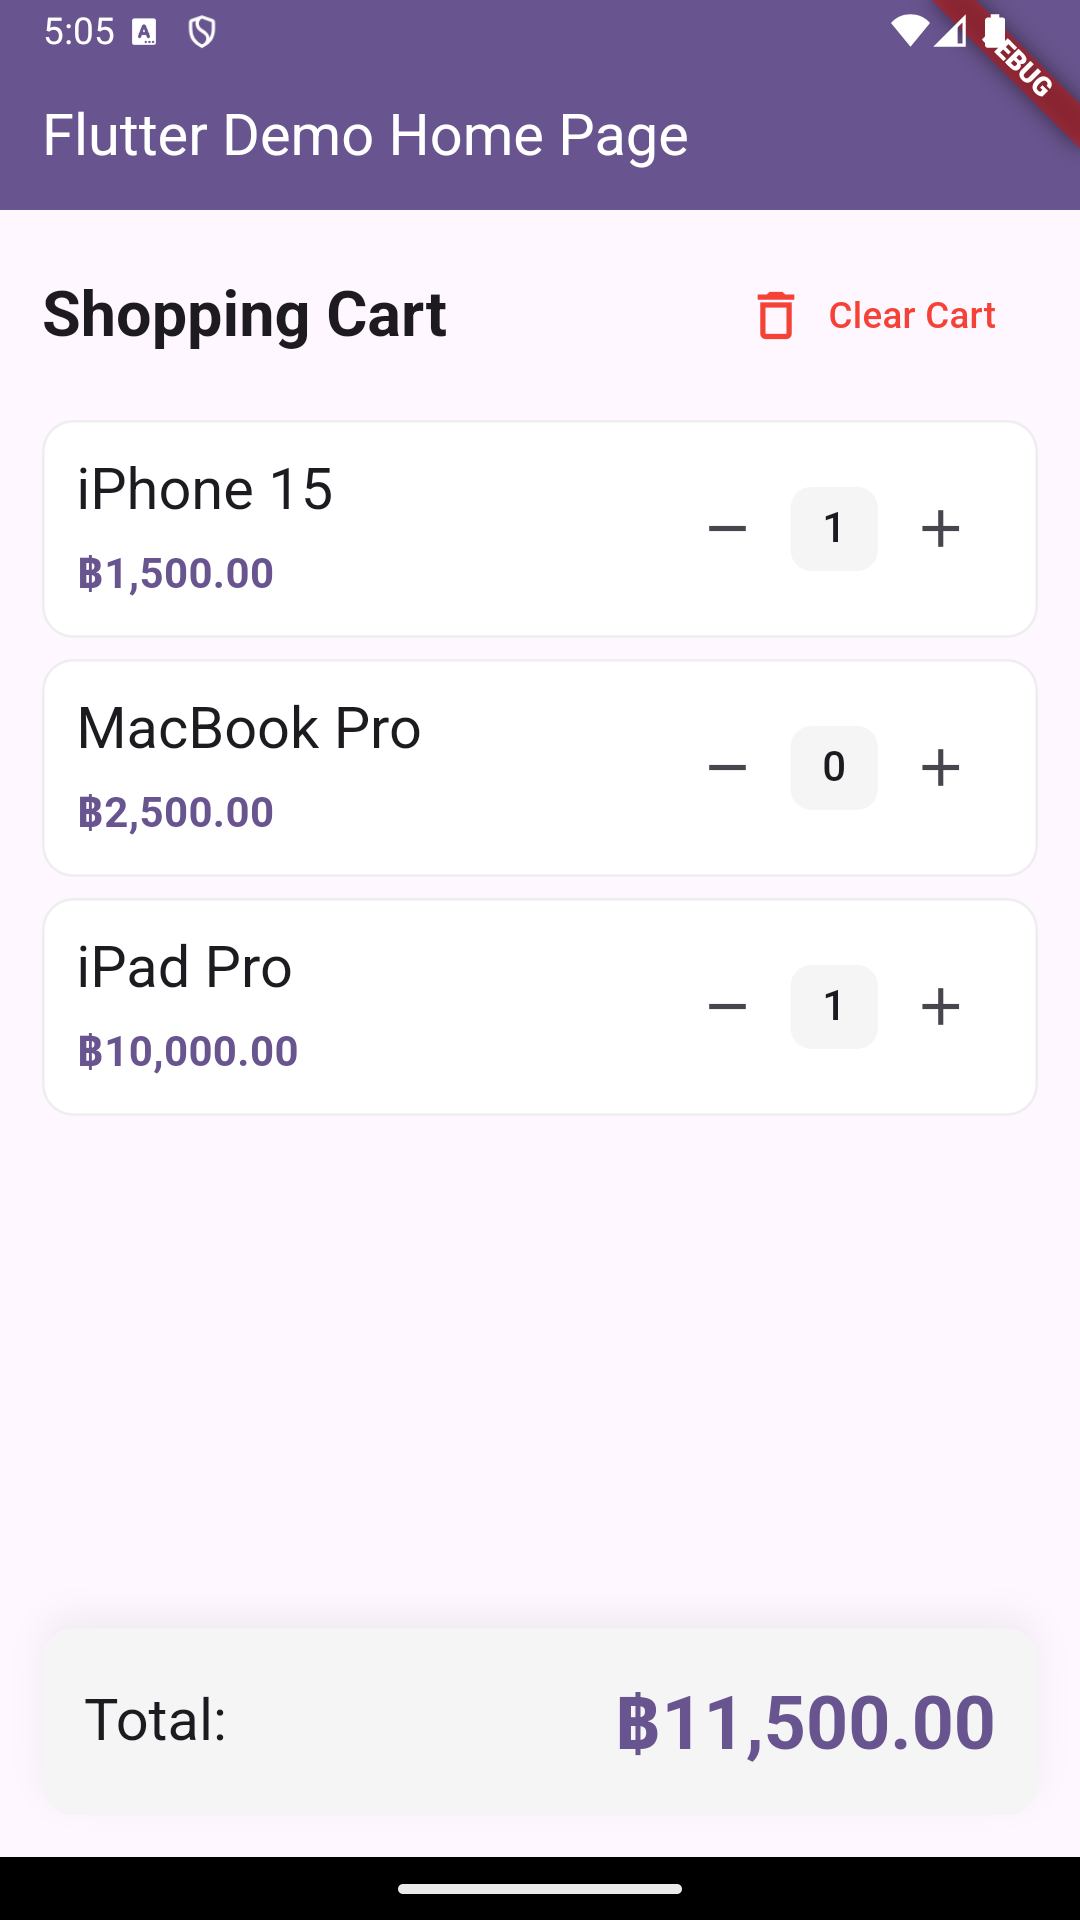 5:05
EBUG
Flutter Demo Home Page
Shopping Cart
Clear Cart
iPhone 15
฿1,500.00
1
MacBook Pro
฿2,500.00
0
iPad Pro
฿10,000.00
1
Total:
฿11,500.00